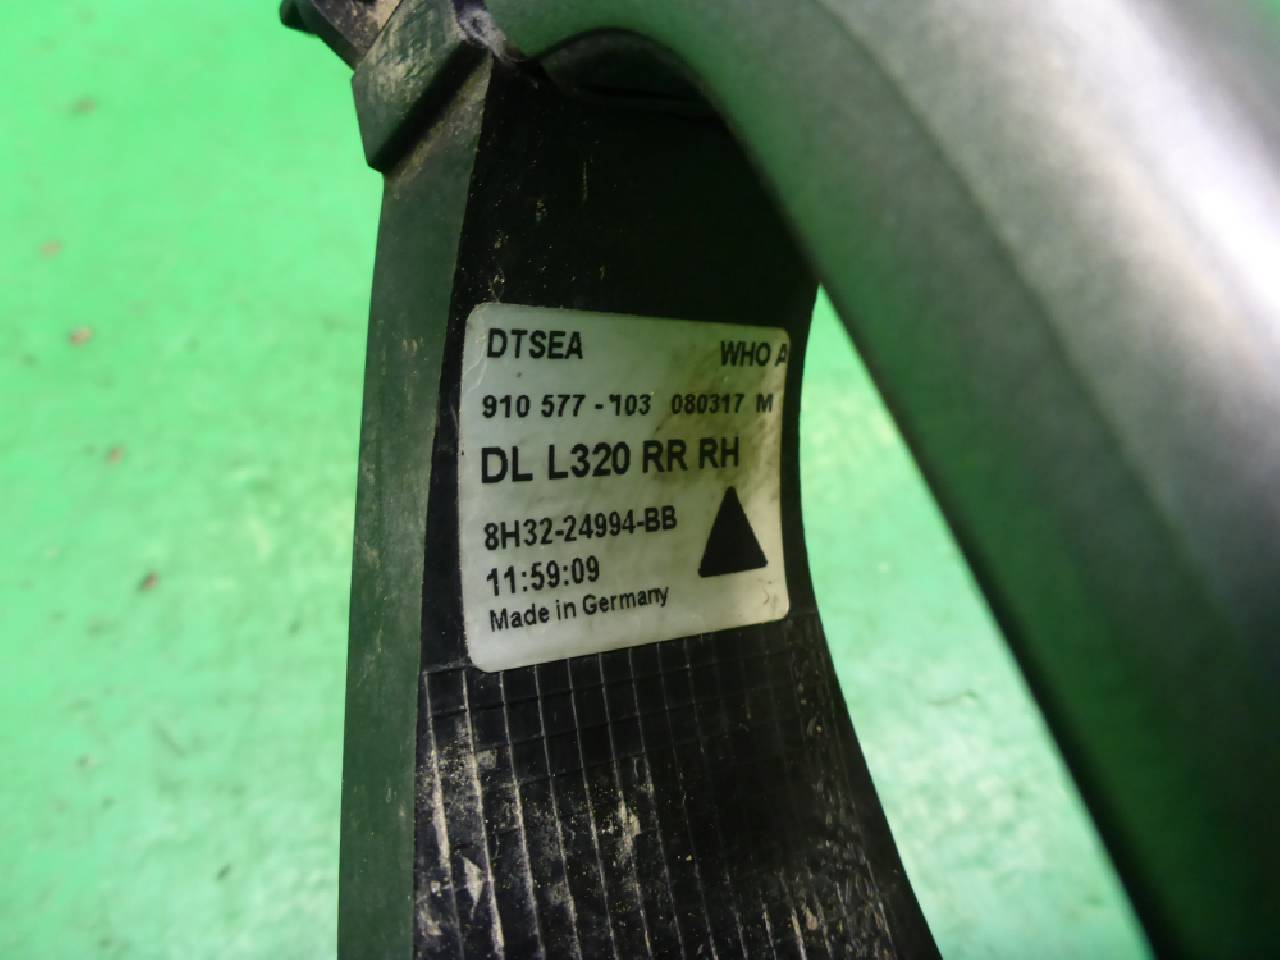 DTSEA WHO A
910 577 - 103 080317 M
DL L320 RR RH
8H32-24994-BB
11:59:09
Made in Germany